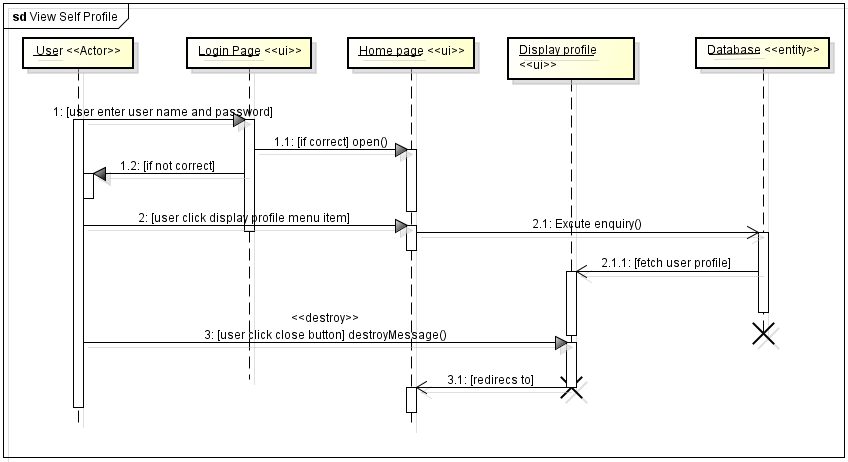 sd View Self Profile
User <<Actor>>
Login Page <<ui>>
Home page <<ui>>
Display profile
<<ui>>
Database <<entity>>
1: [user enter user name and password]
1.1: [if correct] open()
1.2: [if not correct]
2: [user click display profile menu item]
2.1: Excute enquiry()
2.1.1: [fetch user profile]
<<destroy>>
3: [user click close button] destroyMessage()
3.1: [redirecs to]